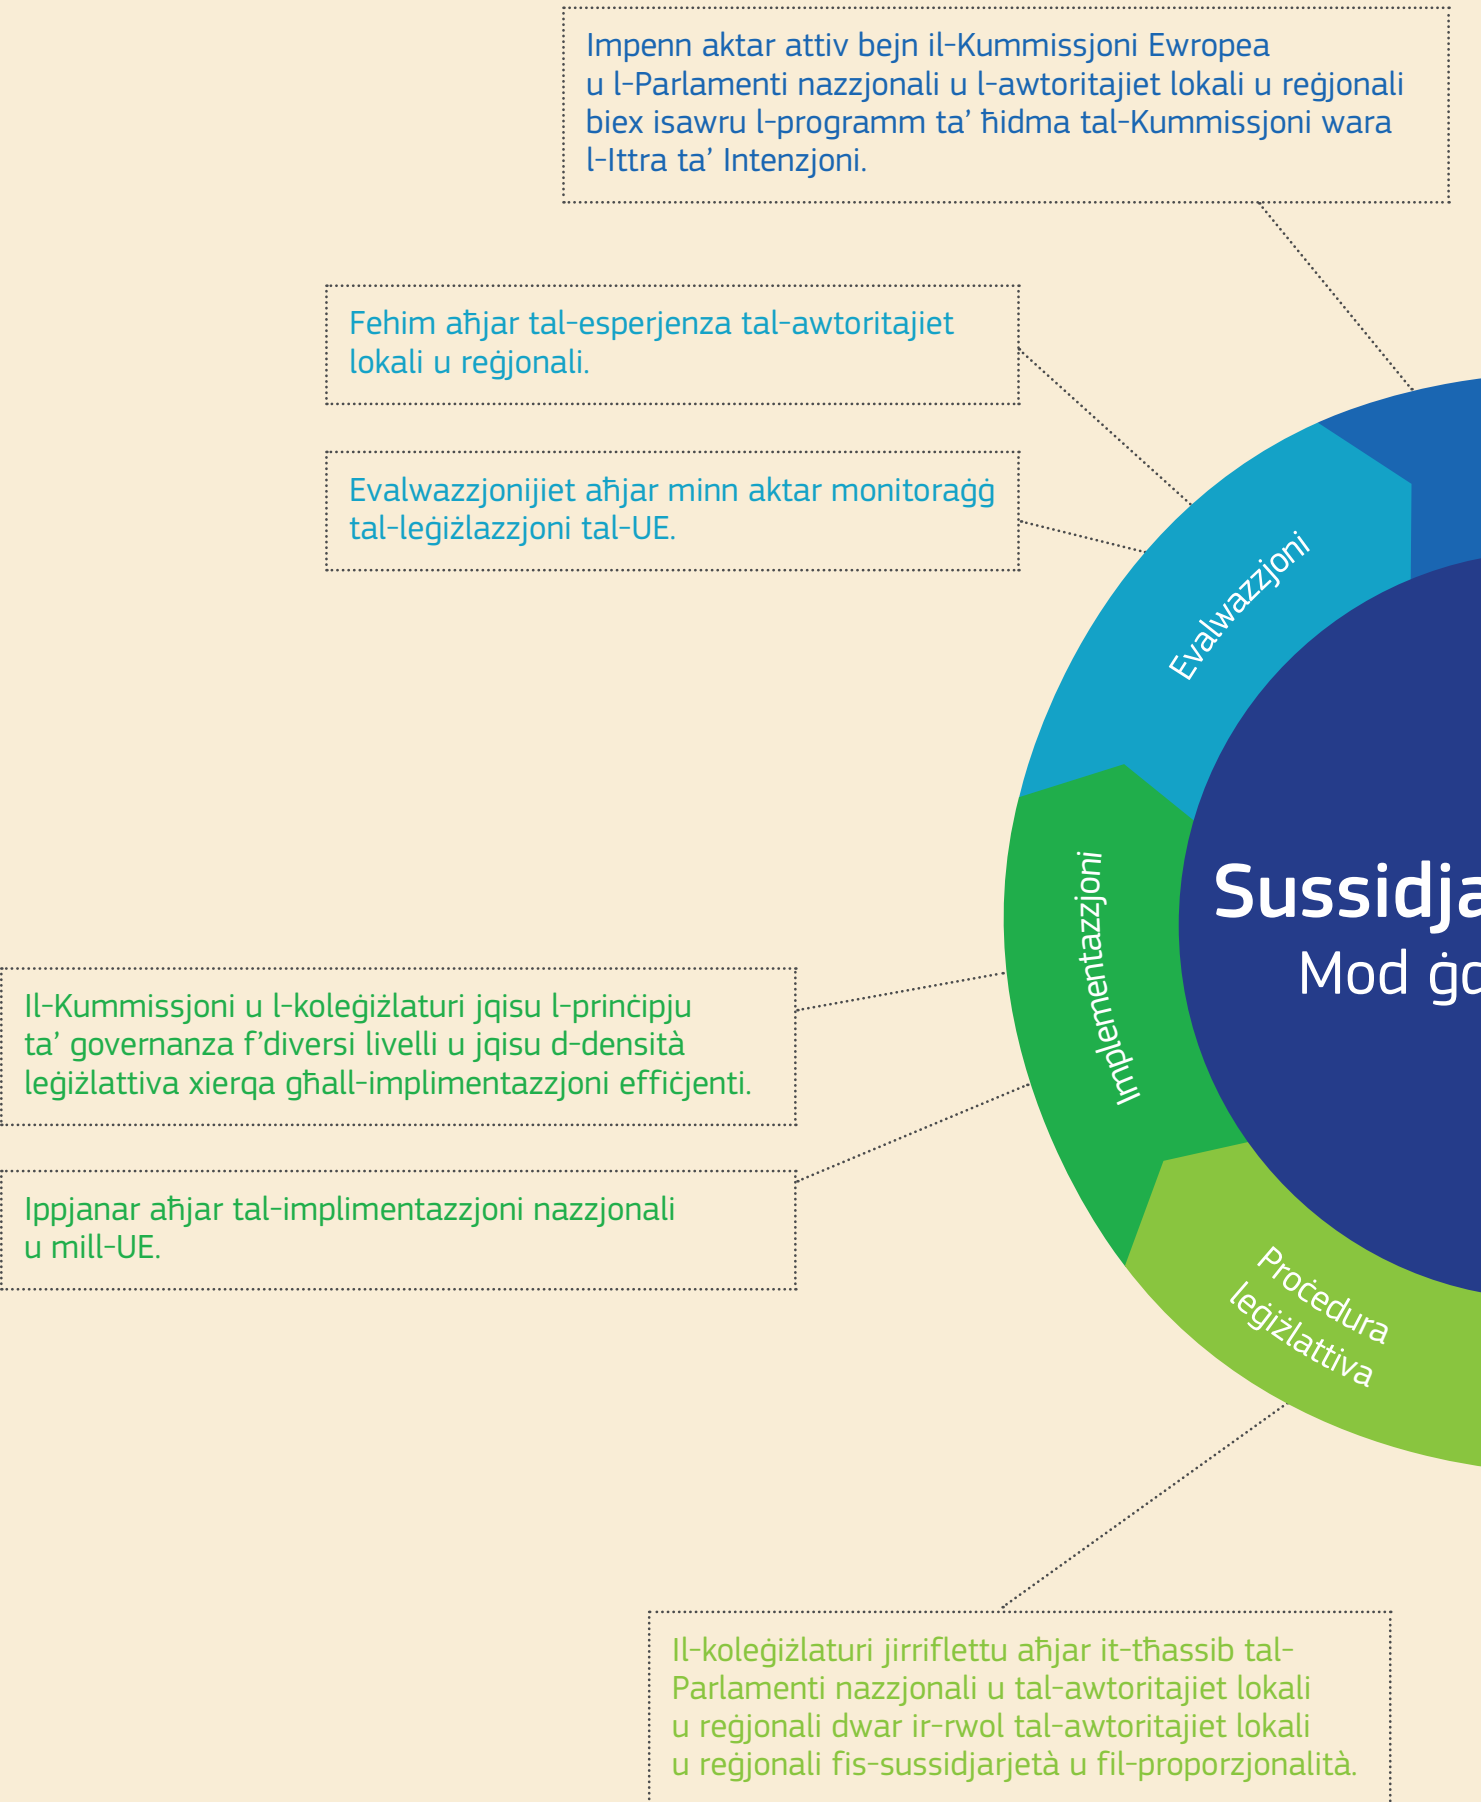 Impenn aktar attiv bejn il-Kummissjoni Ewropea
u l-Parlamenti nazzjonali u l-awtoritajiet lokali u reġjonali
biex isawru l-programm ta’ ħidma tal-Kummissjoni wara
l-Ittra ta’ Intenzjoni.
Fehim aħjar tal-esperjenza tal-awtoritajiet
lokali u reġjonali.
Evalwazzjonijiet aħjar minn aktar monitoraġġ
tal-leġiżlazzjoni tal-UE.
Evalwazzjoni
Implementazzjoni
Sussidja
Mod ġd
Il-Kummissjoni u l-koleġiżlaturi jqisu l-prinċipju
ta’ governanza f’diversi livelli u jqisu d-densità
leġiżlattiva xierqa għall-implimentazzjoni effiċjenti.
Ippjanar aħjar tal-implimentazzjoni nazzjonali
u mill-UE.
Proċedura
leġiżlattiva
Il-koleġiżlaturi jirriflettu aħjar it-tħassib tal-
Parlamenti nazzjonali u tal-awtoritajiet lokali
u reġjonali dwar ir-rwol tal-awtoritajiet lokali
u reġjonali fis-sussidjarjetà u fil-proporzjonalità.